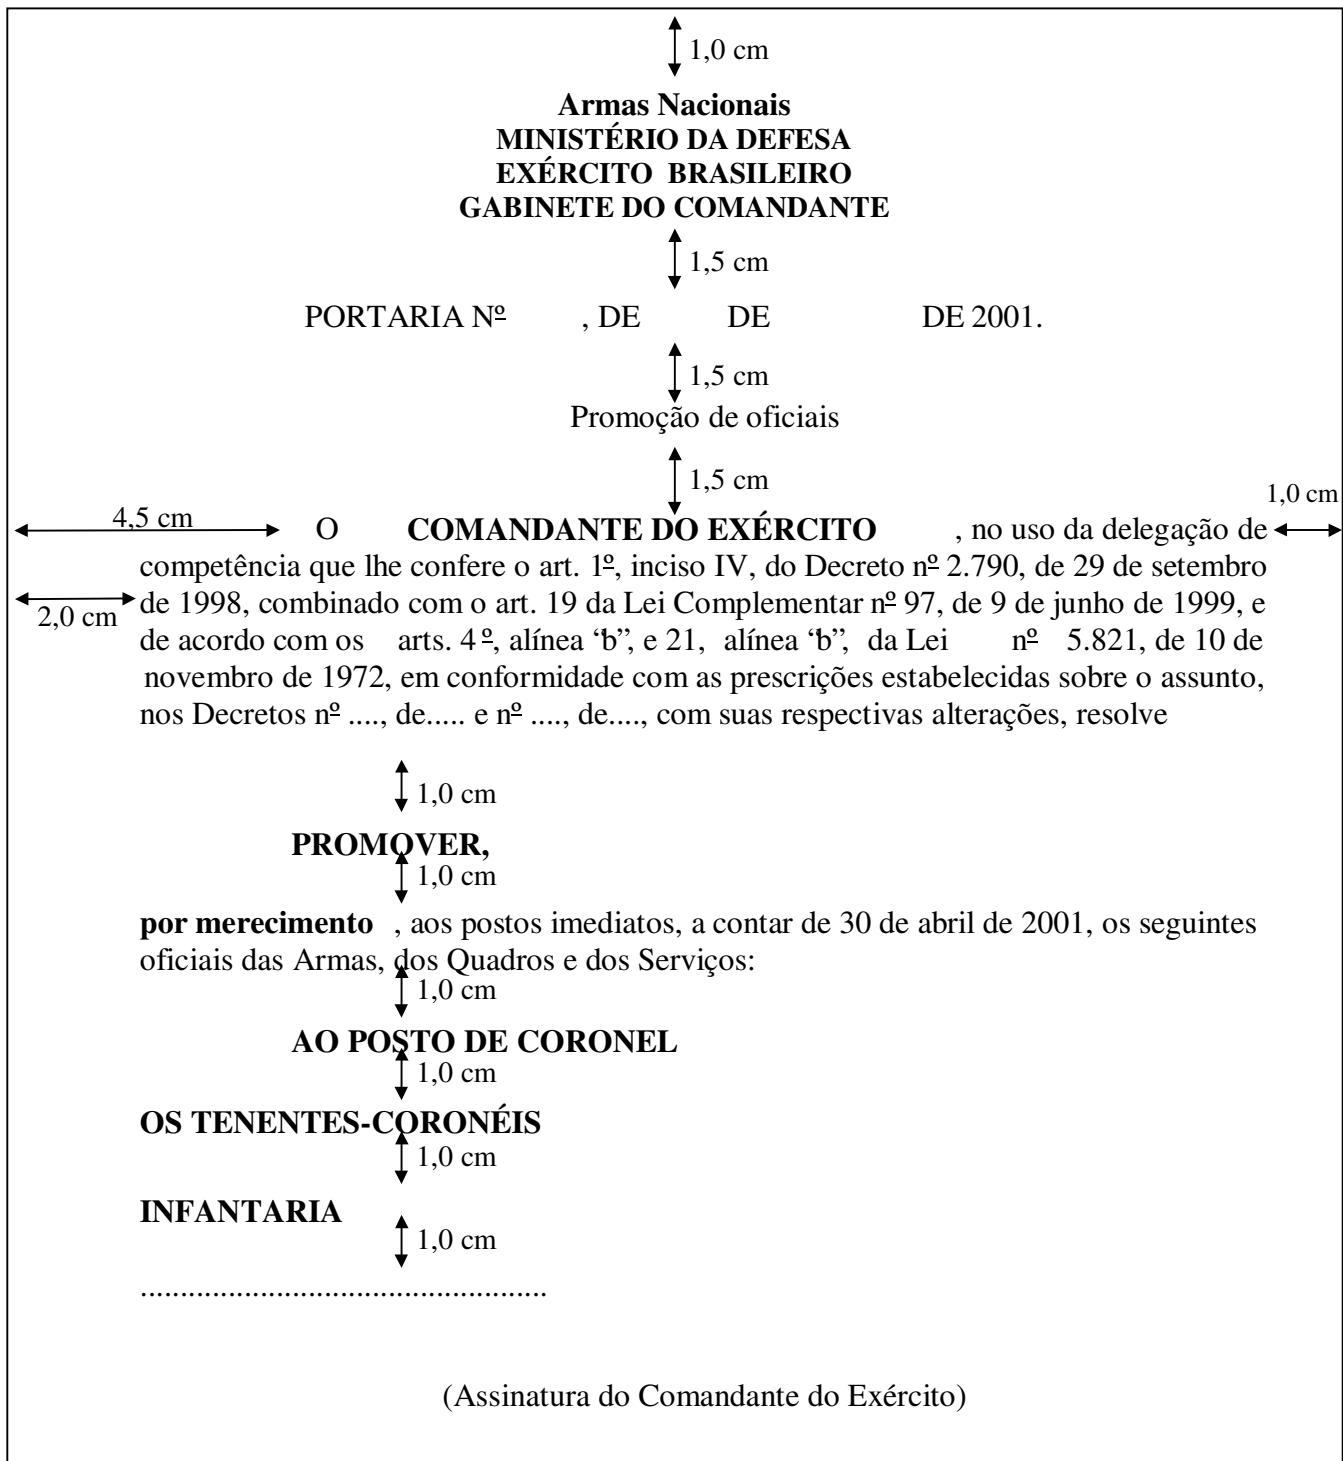 1,0 cm
Armas Nacionais
MINISTÉRIO DA DEFESA
EXÉRCITO BRASILEIRO
GABINETE DO COMANDANTE
1,5 cm
PORTARIA Nº , DE DE DE 2001.
1,5 cm
Promoção de oficiais
1,5 cm
1,0 cm
4,5 cm
O COMANDANTE DO EXÉRCITO , no uso da delegação de
competência que lhe confere o art. 1º, inciso IV, do Decreto nº 2.790, de 29 de setembro
2,0 cm
de 1998, combinado com o art. 19 da Lei Complementar nº 97, de 9 de junho de 1999, e
de acordo com os arts. 4 º, alínea “b”, e 21, alínea “b”, da Lei nº 5.821, de 10 de
novembro de 1972, em conformidade com as prescrições estabelecidas sobre o assunto,
nos Decretos nº ...., de..... e nº ...., de...., com suas respectivas alterações, resolve
1,0 cm
PROMOVER,
1,0 cm
por merecimento , aos postos imediatos, a contar de 30 de abril de 2001, os seguintes
oficiais das Armas, dos Quadros e dos Serviços:
1,0 cm
AO POSTO DE CORONEL
1,0 cm
OS TENENTES-CORONÉIS
1,0 cm
INFANTARIA
1,0 cm
...................................................
(Assinatura do Comandante do Exército)